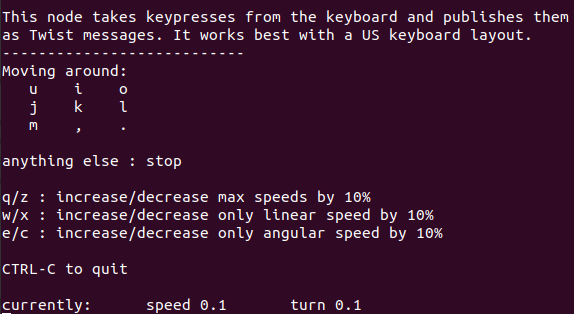 This node takes keypresses from the keyboard and publishes them
as Twist messages. It works best with a US keyboard layout.
---------------------------
Moving around:
   u    i    o
   j    k    l
   m    ,    .

anything else : stop

q/z : increase/decrease max speeds by 10%
w/x : increase/decrease only linear speed by 10%
e/c : increase/decrease only angular speed by 10%

CTRL-C to quit

currently:      speed 0.1       turn 0.1